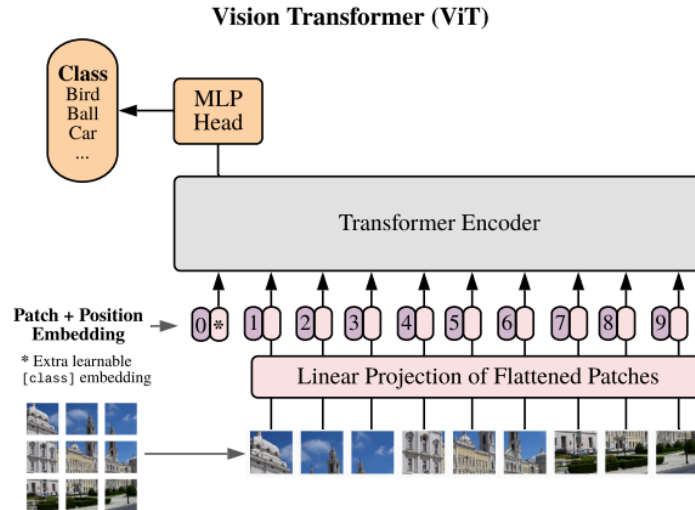 Vision Transformer (ViT)
Class
Bird
Ball
Car
...
MLP
Head
Transformer Encoder
Patch + Position
Embedding
0 * 1 2 3 4 5 6 7 8 9
* Extra learnable
[class] embedding
Linear Projection of Flattened Patches